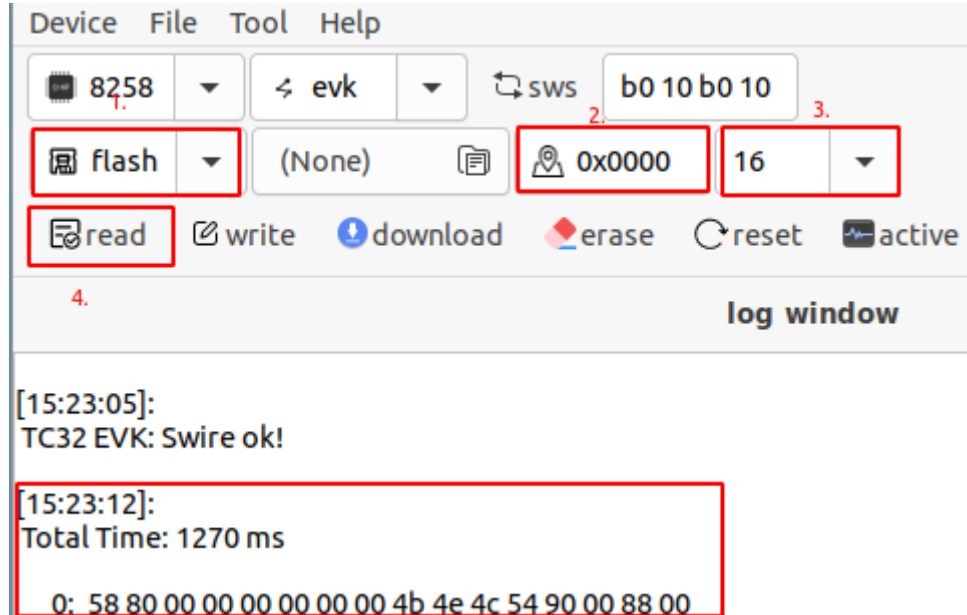 Device File Tool Help
8258 evk sws b0 10 b0 10
1. 2. 3.
flash (None) 0x0000 16
read write download erase reset active
4.
log window
[15:23:05]:
TC32 EVK: Swire ok!
[15:23:12]:
Total Time: 1270 ms
0: 58 80 00 00 00 00 00 00 4b 4e 4c 54 90 00 88 00